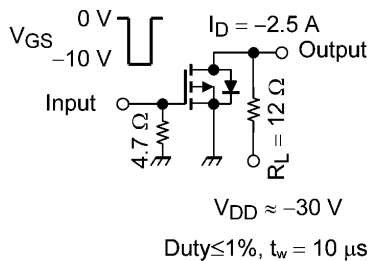 0 V
V_GS
−10 V
I_D = −2.5 A
Output
Input
4.7 Ω
R_L = 12 Ω
V_DD ≈ −30 V
Duty≤1%, t_w = 10 μs